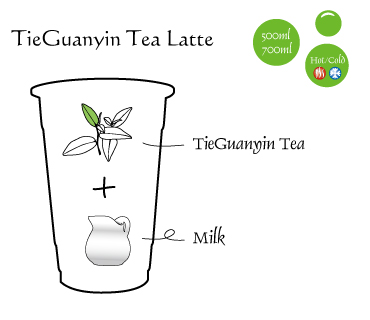 TieGuanyin Tea Latte
500ml
700ml
Hot/Cold
TieGuanyin Tea
+
Milk